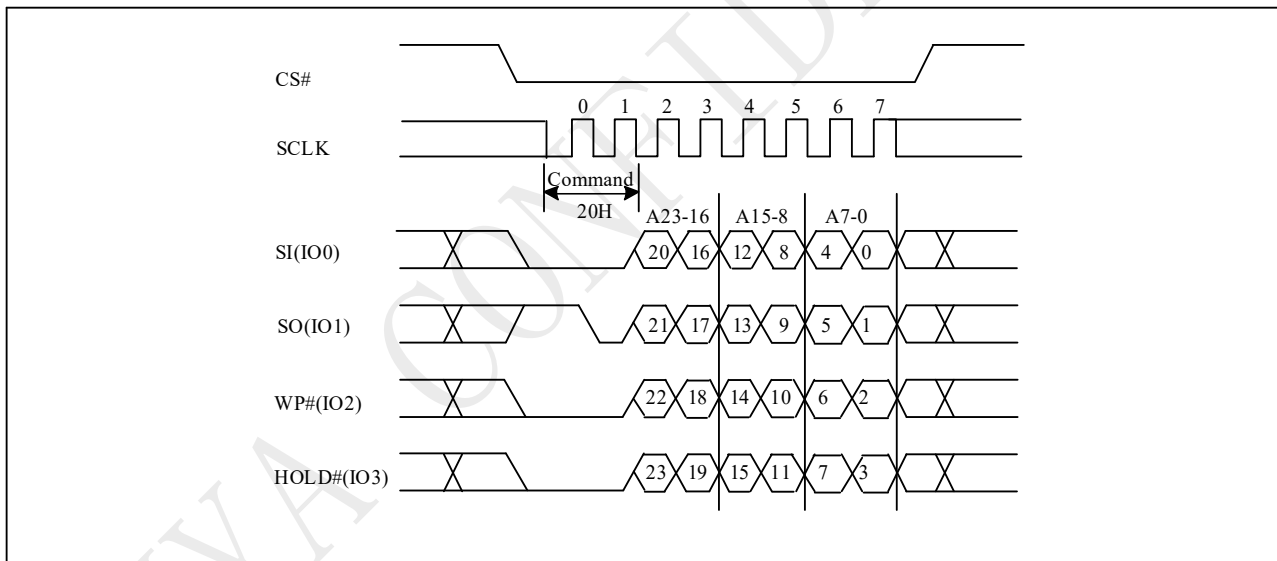 CS#
0 1 2 3 4 5 6 7
SCLK
Command
20H
A23-16 A15-8 A7-0
SI(IO0) 20 16 12 8 4 0
SO(IO1) 21 17 13 9 5 1
WP#(IO2) 22 18 14 10 6 2
HOLD#(IO3) 23 19 15 11 7 3
VA CONFID